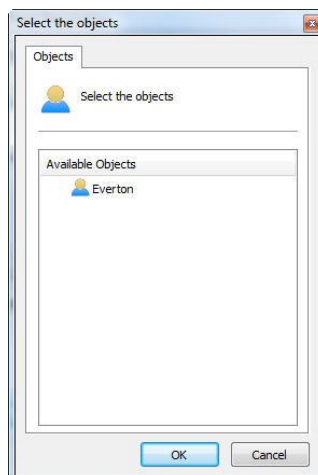 Select the objects
Objects
Select the objects
Available Objects
Everton
OK
Cancel